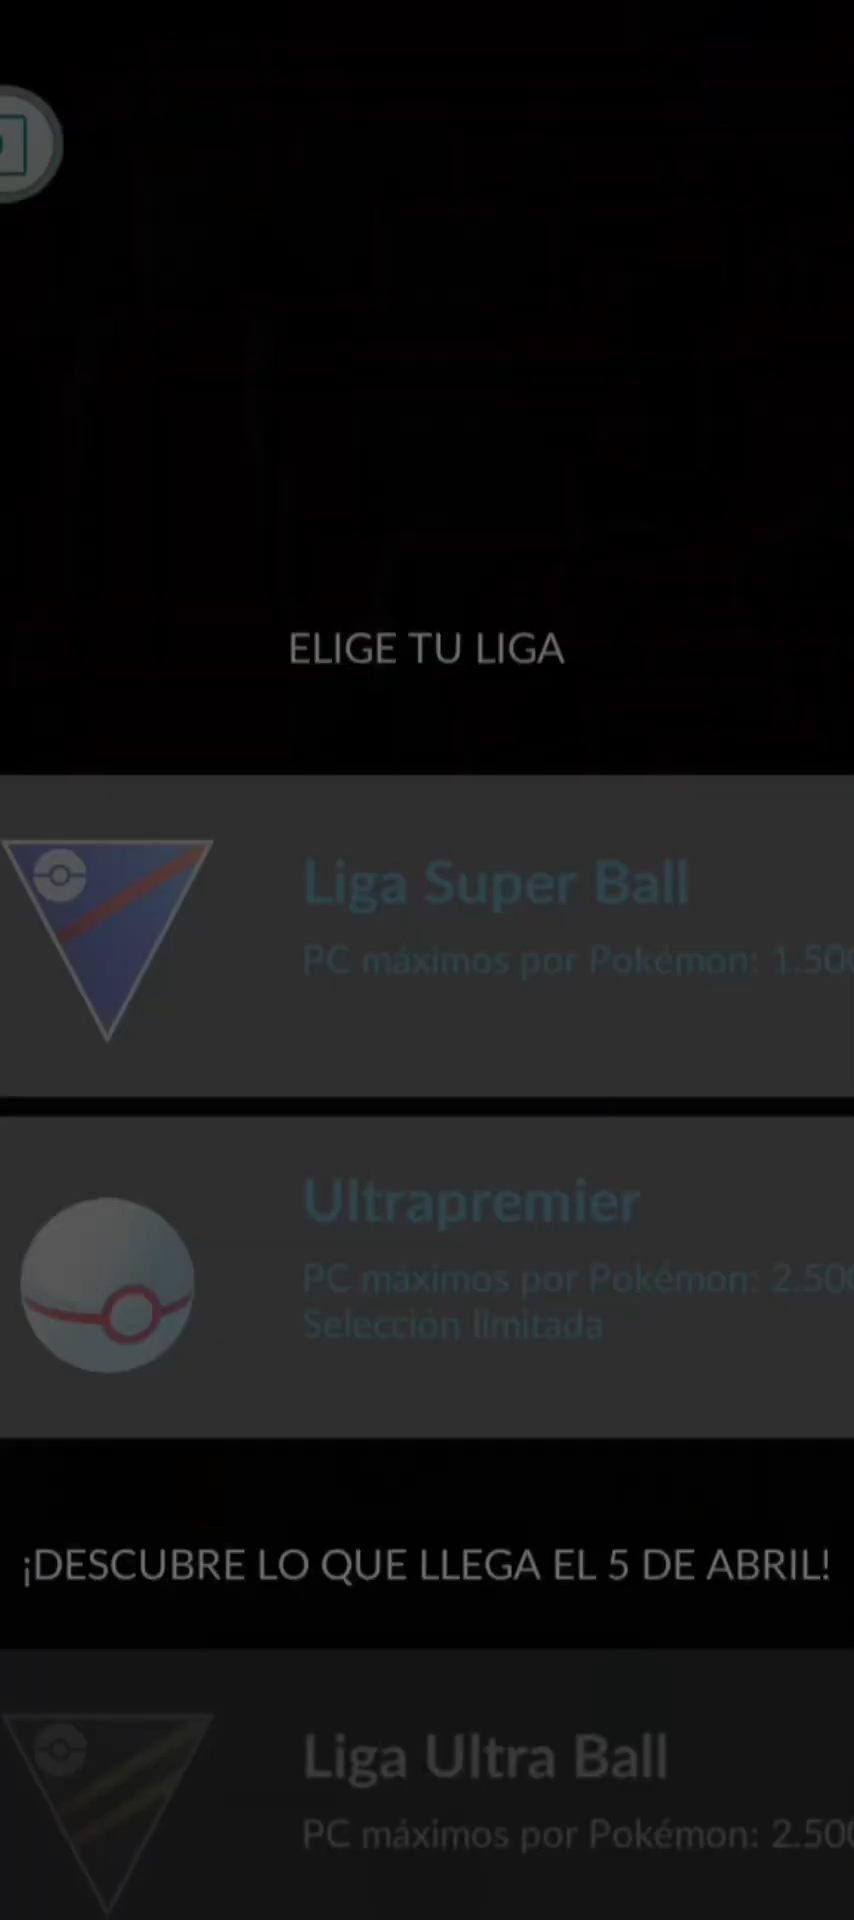 ELIGE TU LIGA
Liga Super Ball
PC máximos por Pokémon: 1.500
Ultrapremier
PC máximos por Pokémon: 2.500
Selección limitada
¡DESCUBRE LO QUE LLEGA EL 5 DE ABRIL!
Liga Ultra Ball
PC máximos por Pokémon: 2.500